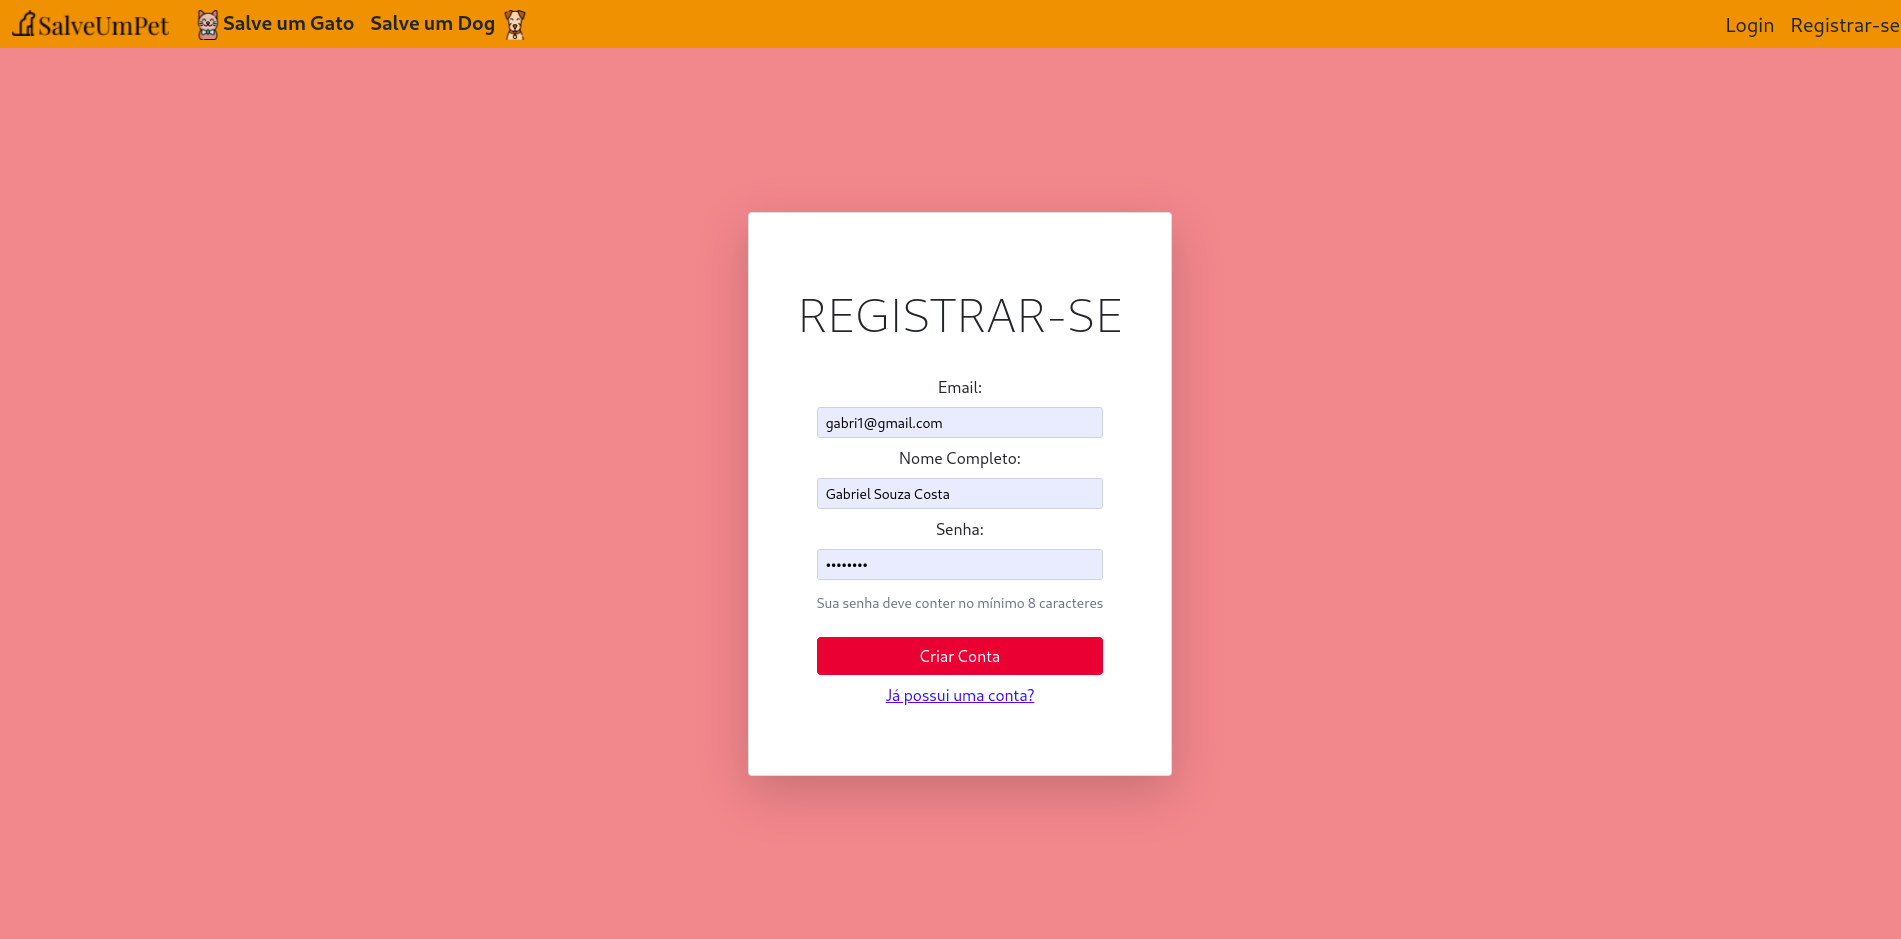 SalveUmPet Salve um Gato Salve um Dog Login Registrar-se
REGISTRAR-SE
Email:
gabri1@gmail.com
Nome Completo:
Gabriel Souza Costa
Senha:
••••••••
Sua senha deve conter no mínimo 8 caracteres
Criar Conta
Já possui uma conta?